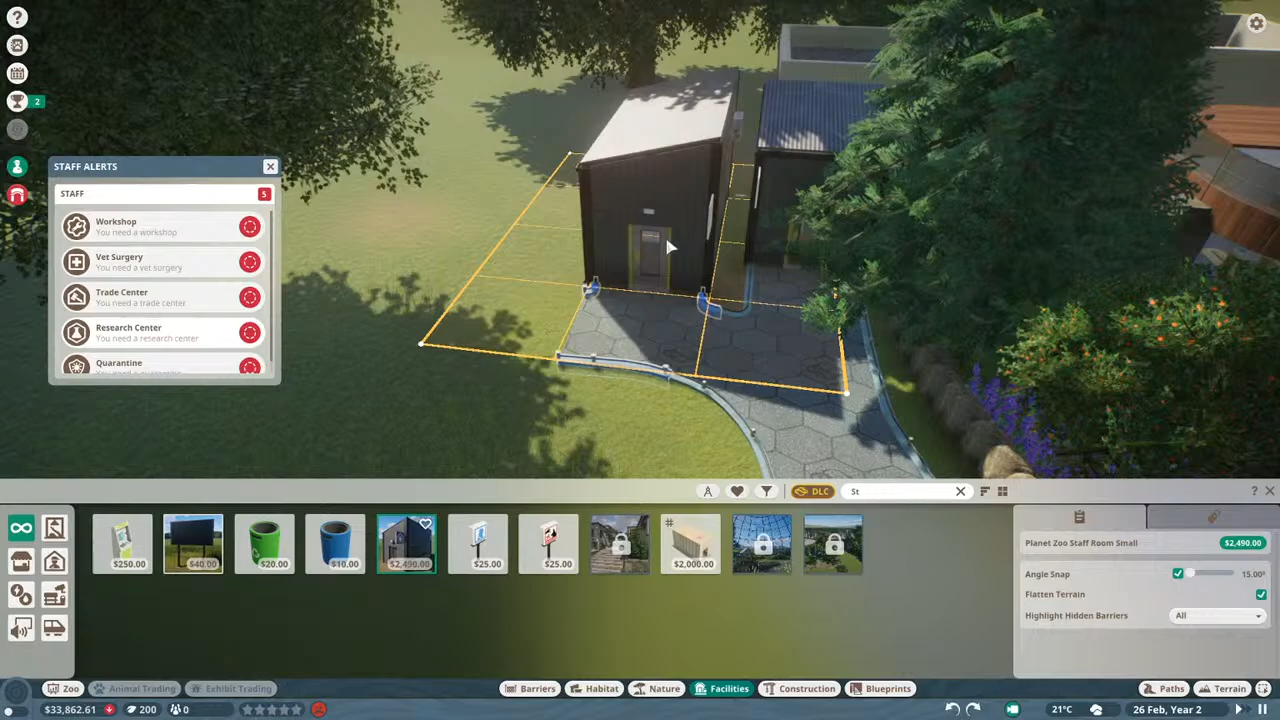 ?
2
STAFF ALERTS
STAFF
5
Workshop
You need a workshop
Vet Surgery
You need a vet surgery
Trade Center
You need a trade center
Research Center
You need a research center
Quarantine
DLC
St
?
$250.00
$40.00
$20.00
$10.00
$2,490.00
$25.00
$25.00
#
$2,000.00
Planet Zoo Staff Room Small
$2,490.00
Angle Snap
15.00°
Flatten Terrain
Highlight Hidden Barriers
All
Zoo
Animal Trading
Exhibit Trading
Barriers
Habitat
Nature
Facilities
Construction
Blueprints
Paths
Terrain
$33,862.61
200
0
21°C
26 Feb, Year 2